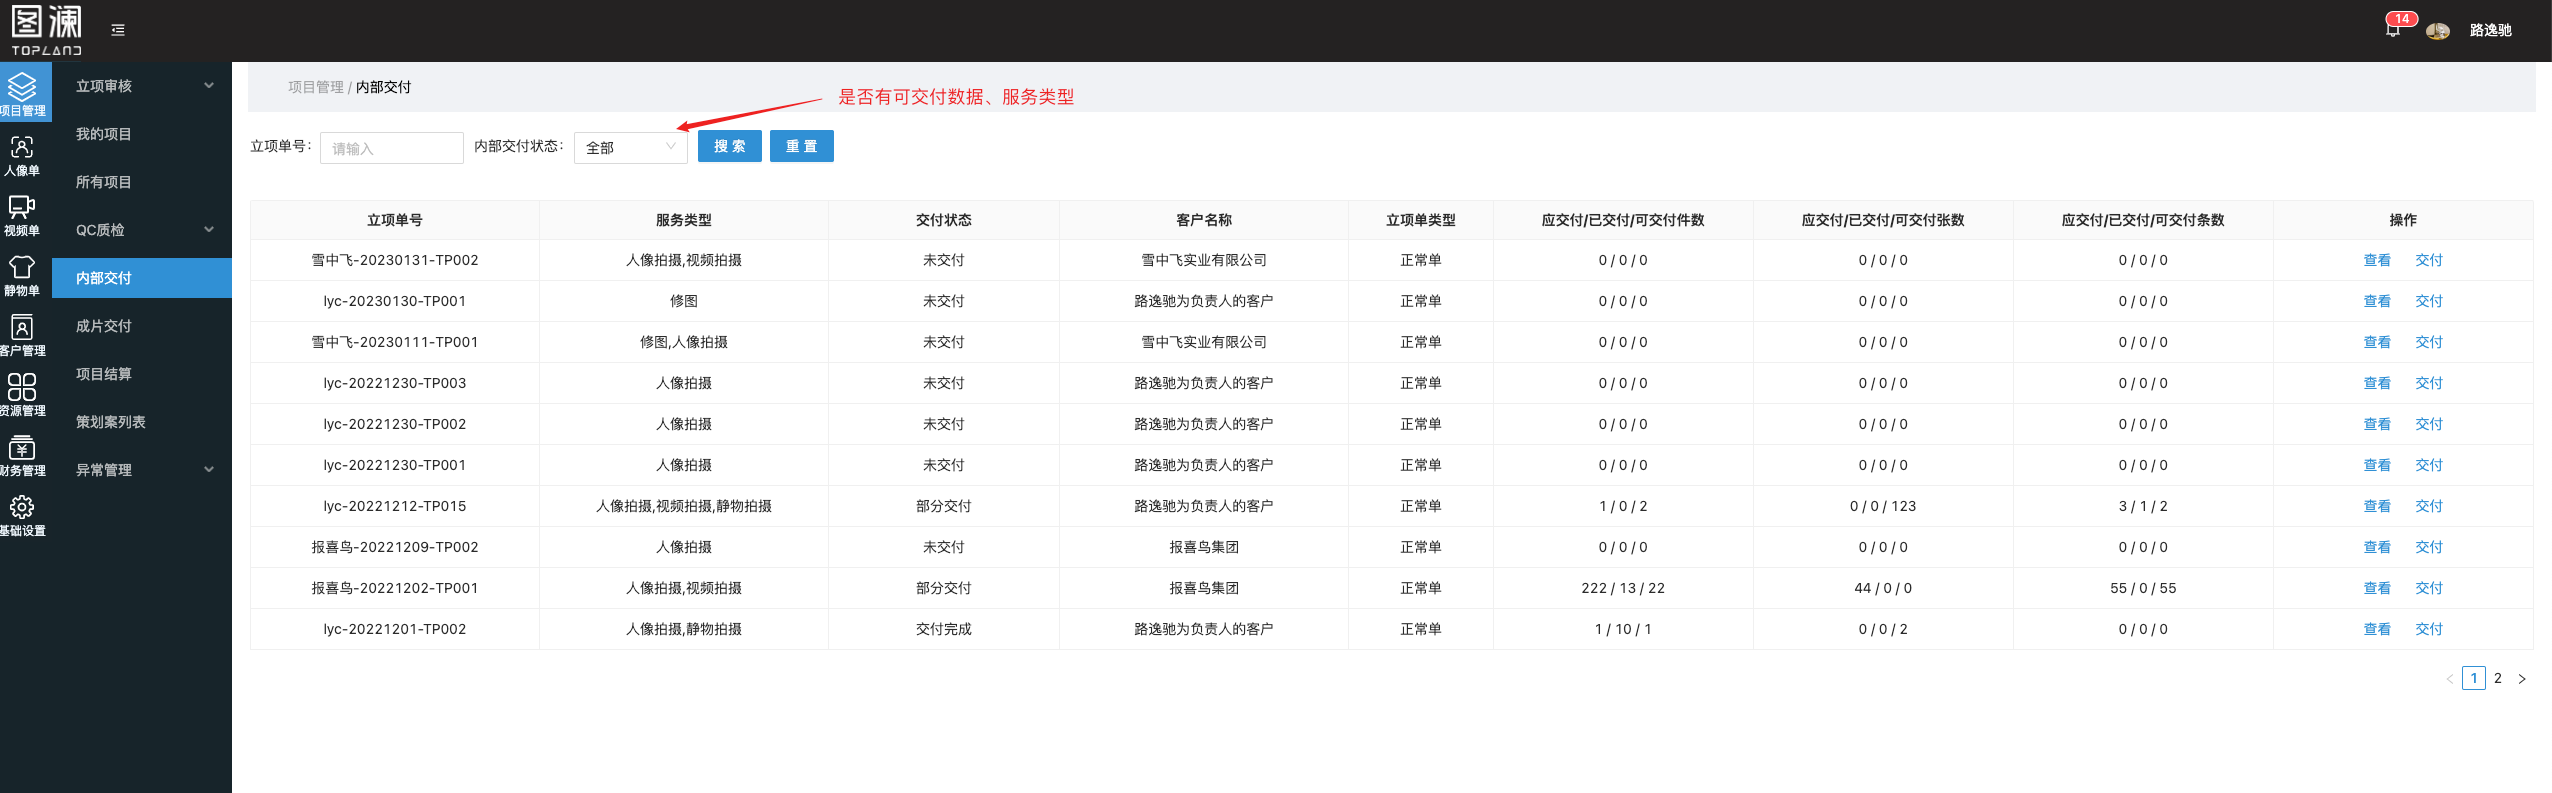 图澜
TOPLAND
14
路逸驰
项目管理
人像单
视频单
静物单
客户管理
资源管理
财务管理
基础设置
立项审核
我的项目
所有项目
QC质检
内部交付
成片交付
项目结算
策划案列表
异常管理
项目管理 / 内部交付
是否有可交付数据、服务类型
立项单号: 请输入 内部交付状态: 全部 搜 索 重 置
立项单号 服务类型 交付状态 客户名称 立项单类型 应交付/已交付/可交付件数 应交付/已交付/可交付张数 应交付/已交付/可交付条数 操作
雪中飞-20230131-TP002 人像拍摄,视频拍摄 未交付 雪中飞实业有限公司 正常单 0 / 0 / 0 0 / 0 / 0 0 / 0 / 0 查看 交付
lyc-20230130-TP001 修图 未交付 路逸驰为负责人的客户 正常单 0 / 0 / 0 0 / 0 / 0 0 / 0 / 0 查看 交付
雪中飞-20230111-TP001 修图,人像拍摄 未交付 雪中飞实业有限公司 正常单 0 / 0 / 0 0 / 0 / 0 0 / 0 / 0 查看 交付
lyc-20221230-TP003 人像拍摄 未交付 路逸驰为负责人的客户 正常单 0 / 0 / 0 0 / 0 / 0 0 / 0 / 0 查看 交付
lyc-20221230-TP002 人像拍摄 未交付 路逸驰为负责人的客户 正常单 0 / 0 / 0 0 / 0 / 0 0 / 0 / 0 查看 交付
lyc-20221230-TP001 人像拍摄 未交付 路逸驰为负责人的客户 正常单 0 / 0 / 0 0 / 0 / 0 0 / 0 / 0 查看 交付
lyc-20221212-TP015 人像拍摄,视频拍摄,静物拍摄 部分交付 路逸驰为负责人的客户 正常单 1 / 0 / 2 0 / 0 / 123 3 / 1 / 2 查看 交付
报喜鸟-20221209-TP002 人像拍摄 未交付 报喜鸟集团 正常单 0 / 0 / 0 0 / 0 / 0 0 / 0 / 0 查看 交付
报喜鸟-20221202-TP001 人像拍摄,视频拍摄 部分交付 报喜鸟集团 正常单 222 / 13 / 22 44 / 0 / 0 55 / 0 / 55 查看 交付
lyc-20221201-TP002 人像拍摄,静物拍摄 交付完成 路逸驰为负责人的客户 正常单 1 / 10 / 1 0 / 0 / 2 0 / 0 / 0 查看 交付
< 1 2 >